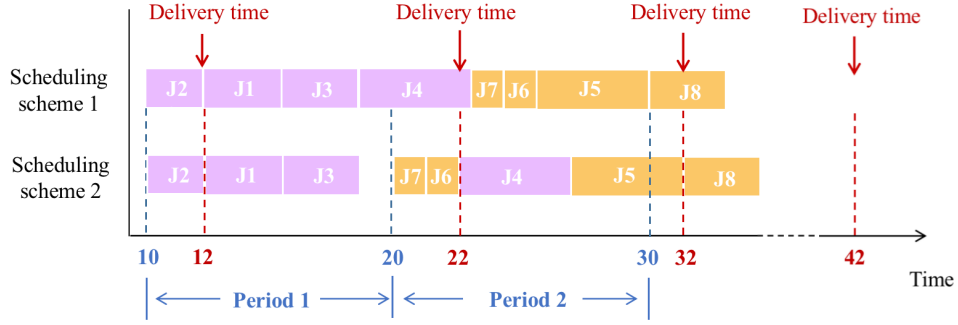 Delivery time
Delivery time
Delivery time
Delivery time
Scheduling
scheme 1
J2 J1 J3 J4 J7 J6 J5 J8
Scheduling
scheme 2
J2 J1 J3 J7 J6 J4 J5 J8
10 12 20 22 30 32 42
Time
Period 1 Period 2